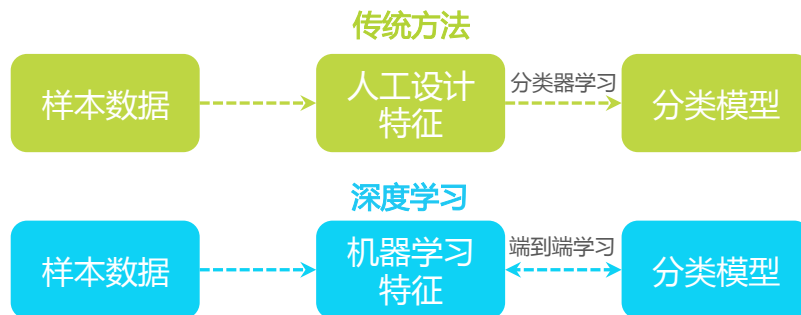 传统方法
样本数据
人工设计
特征
分类器学习
分类模型
深度学习
样本数据
机器学习
特征
端到端学习
分类模型